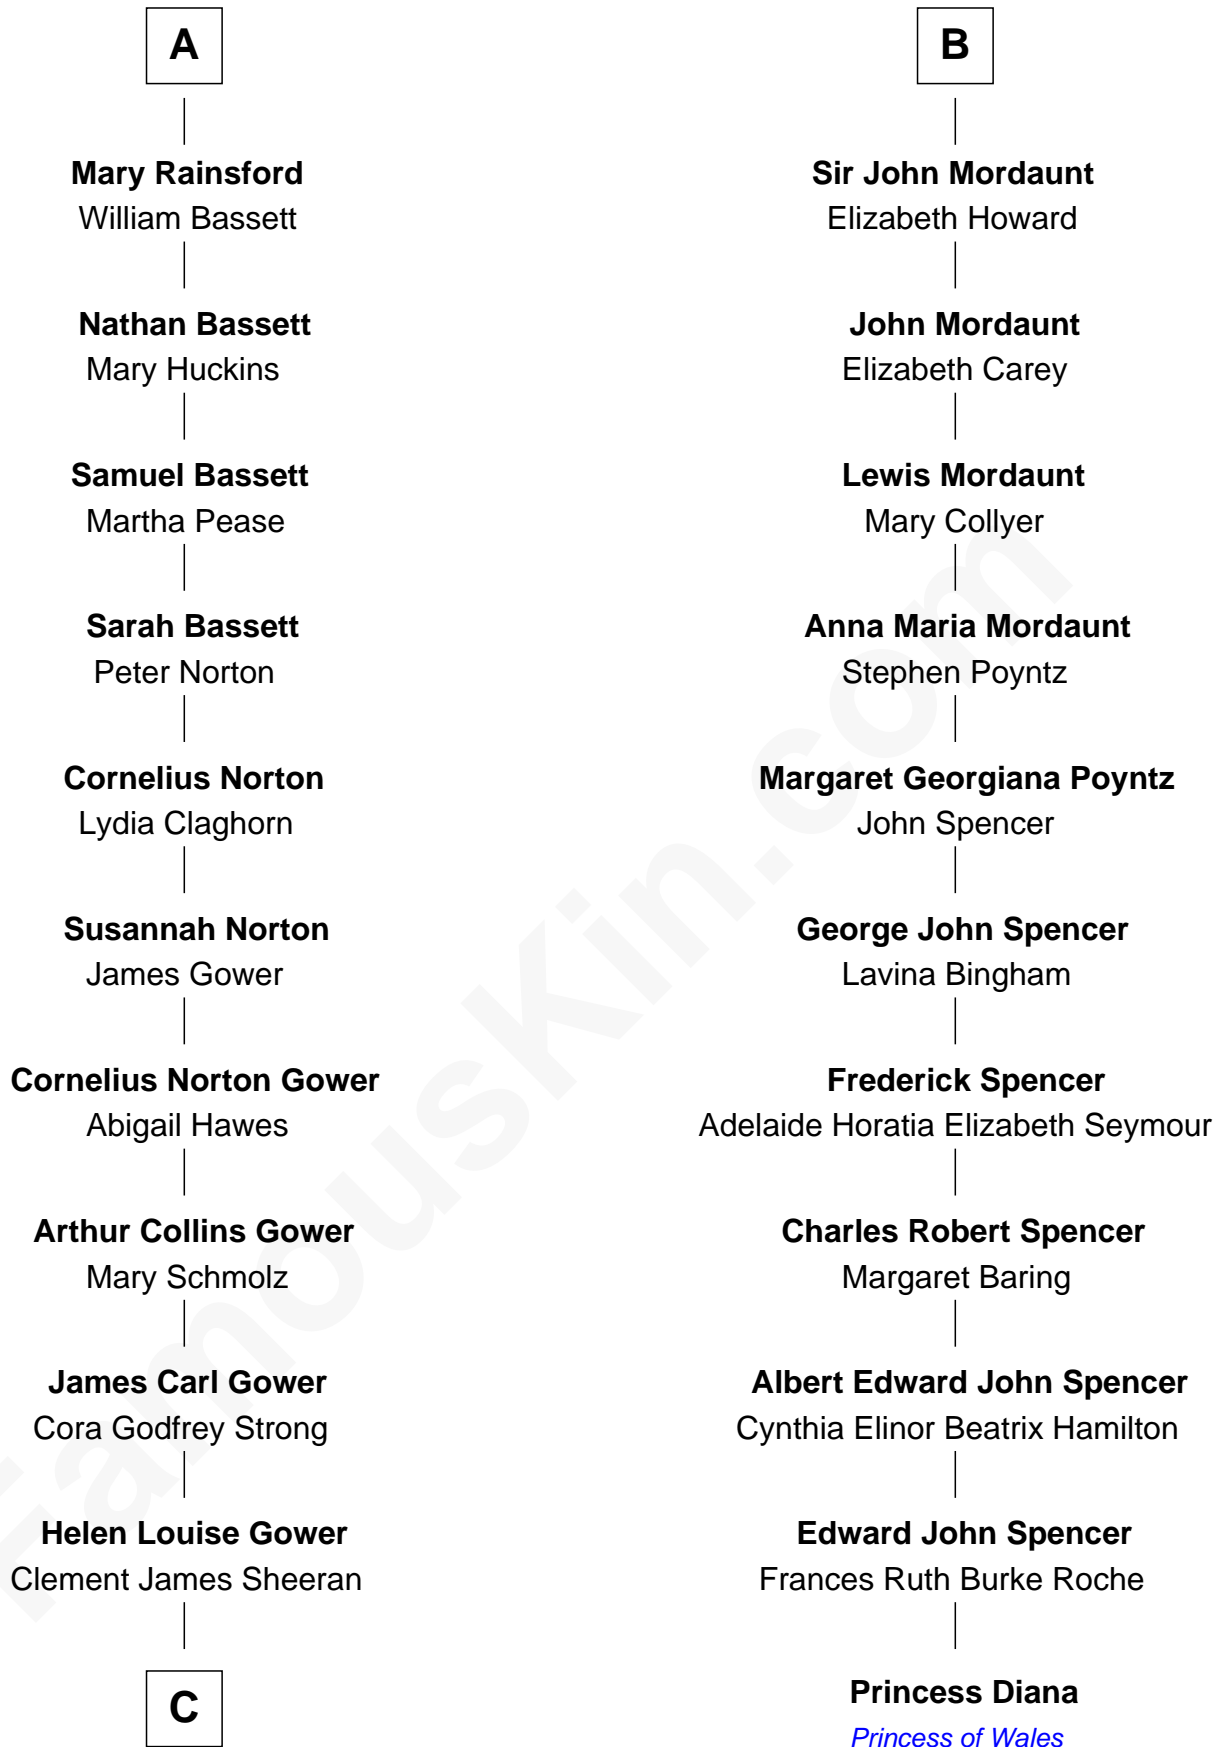 A
Mary Rainsford
William Bassett
Nathan Bassett
Mary Huckins
Samuel Bassett
Martha Pease
Sarah Bassett
Peter Norton
Cornelius Norton
Lydia Claghorn
Susannah Norton
James Gower
Cornelius Norton Gower
Abigail Hawes
Arthur Collins Gower
Mary Schmolz
James Carl Gower
Cora Godfrey Strong
Helen Louise Gower
Clement James Sheeran
C
B
Sir John Mordaunt
Elizabeth Howard
John Mordaunt
Elizabeth Carey
Lewis Mordaunt
Mary Collyer
Anna Maria Mordaunt
Stephen Poyntz
Margaret Georgiana Poyntz
John Spencer
George John Spencer
Lavina Bingham
Frederick Spencer
Adelaide Horatia Elizabeth Seymour
Charles Robert Spencer
Margaret Baring
Albert Edward John Spencer
Cynthia Elinor Beatrix Hamilton
Edward John Spencer
Frances Ruth Burke Roche
Princess Diana
Princess of Wales
FamousKin.com